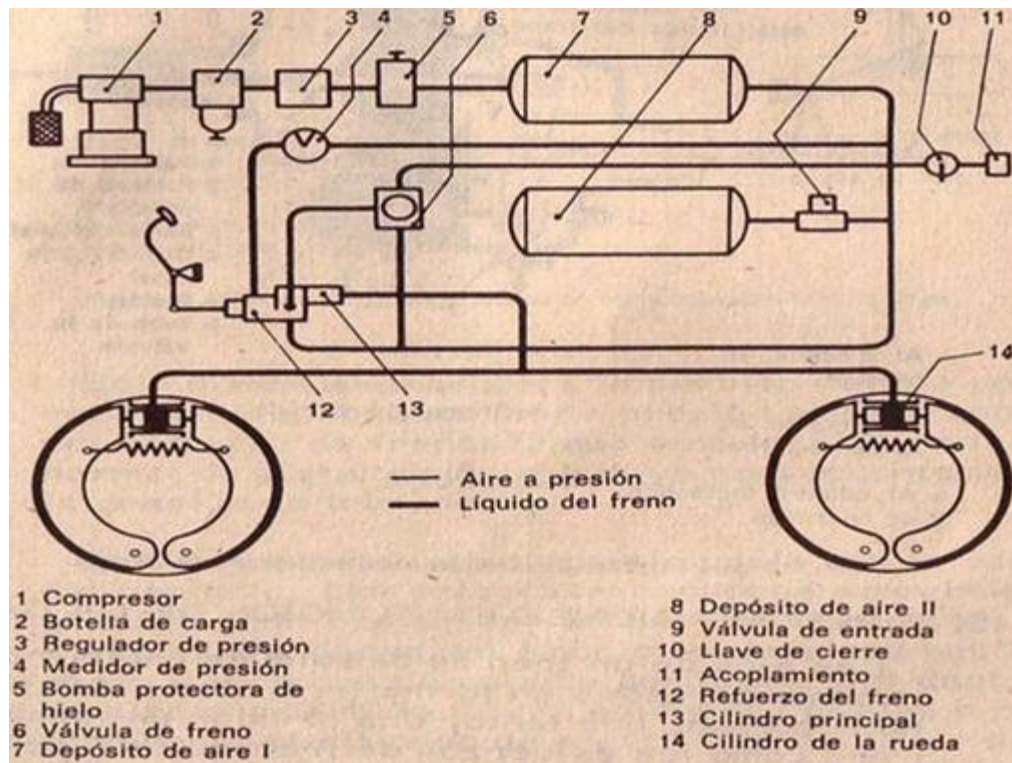 1 2 3 4 5 6 7 8 9 10 11
12 13
14
Aire a presión
Líquido del freno
1 Compresor
2 Botella de carga
3 Regulador de presión
4 Medidor de presión
5 Bomba protectora de
hielo
6 Válvula de freno
7 Depósito de aire I
8 Depósito de aire II
9 Válvula de entrada
10 Llave de cierre
11 Acoplamiento
12 Refuerzo del freno
13 Cilindro principal
14 Cilindro de la rueda